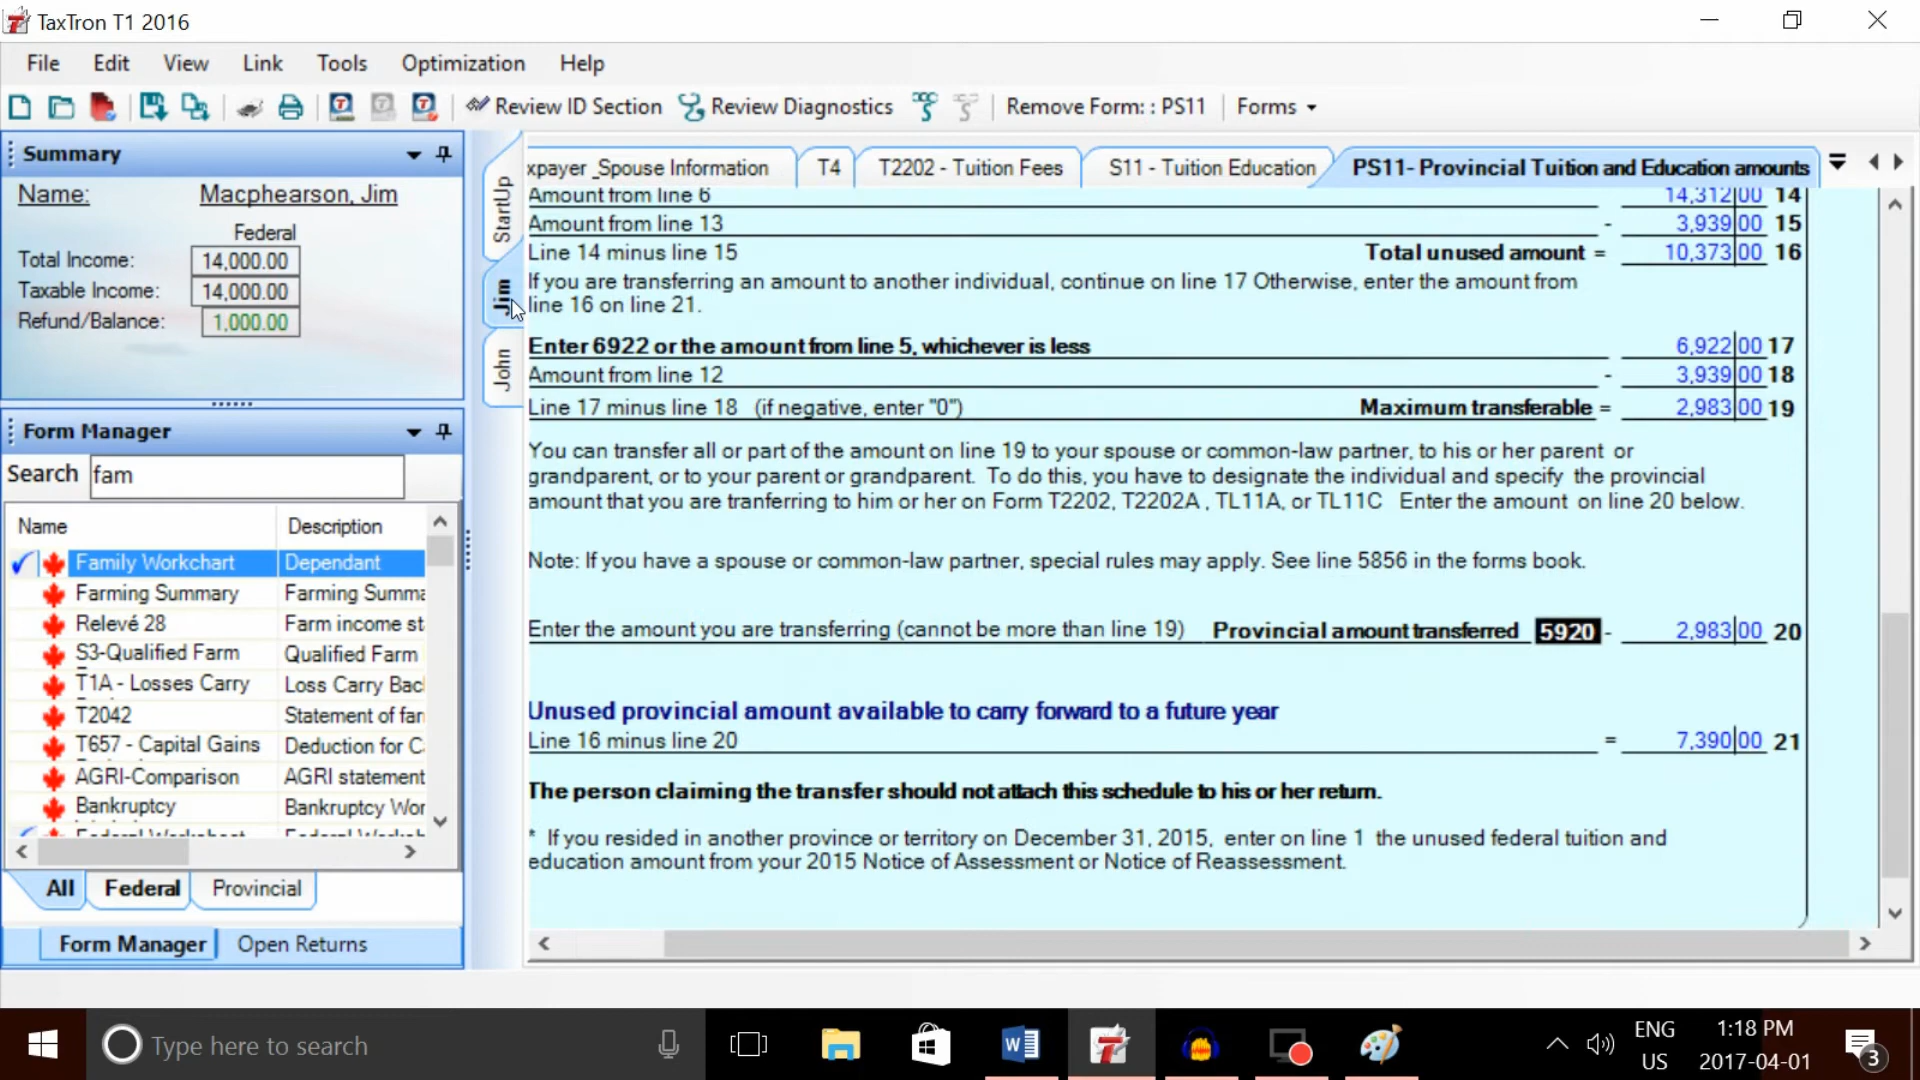 TaxTron T1 2016
File Edit View Link Tools Optimization Help
Review ID Section Review Diagnostics Remove Form: : PS11 Forms
Summary
Name: Macphearson, Jim
Federal
Total Income: 14,000.00
Taxable Income: 14,000.00
Refund/Balance: 1,000.00
Form Manager
Search fam
Name Description
Family Workchart Dependant
Farming Summary Farming Summa
Relevé 28 Farm income st
S3-Qualified Farm Qualified Farm
T1A - Losses Carry Loss Carry Bac
T2042 Statement of far
T657 - Capital Gains Deduction for C
AGRI-Comparison AGRI statement
Bankruptcy Bankruptcy Wor
All Federal Provincial
Form Manager Open Returns
StartUp
Jim
John
xpayer _Spouse Information T4 T2202 - Tuition Fees S11 - Tuition Education PS11- Provincial Tuition and Education amounts
Amount from line 6 14,312 00 14
Amount from line 13 - 3,939 00 15
Line 14 minus line 15 Total unused amount = 10,373 00 16
If you are transferring an amount to another individual, continue on line 17 Otherwise, enter the amount from
line 16 on line 21.
Enter 6922 or the amount from line 5, whichever is less 6,922 00 17
Amount from line 12 - 3,939 00 18
Line 17 minus line 18 (if negative, enter "0") Maximum transferable = 2,983 00 19
You can transfer all or part of the amount on line 19 to your spouse or common-law partner, to his or her parent or
grandparent, or to your parent or grandparent. To do this, you have to designate the individual and specify the provincial
amount that you are tranferring to him or her on Form T2202, T2202A , TL11A, or TL11C Enter the amount on line 20 below.
Note: If you have a spouse or common-law partner, special rules may apply. See line 5856 in the forms book.
Enter the amount you are transferring (cannot be more than line 19) Provincial amount transferred 5920 - 2,983 00 20
Unused provincial amount available to carry forward to a future year
Line 16 minus line 20 = 7,390 00 21
The person claiming the transfer should not attach this schedule to his or her return.
* If you resided in another province or territory on December 31, 2015, enter on line 1 the unused federal tuition and
education amount from your 2015 Notice of Assessment or Notice of Reassessment.
Type here to search
ENG
US
1:18 PM
2017-04-01
3